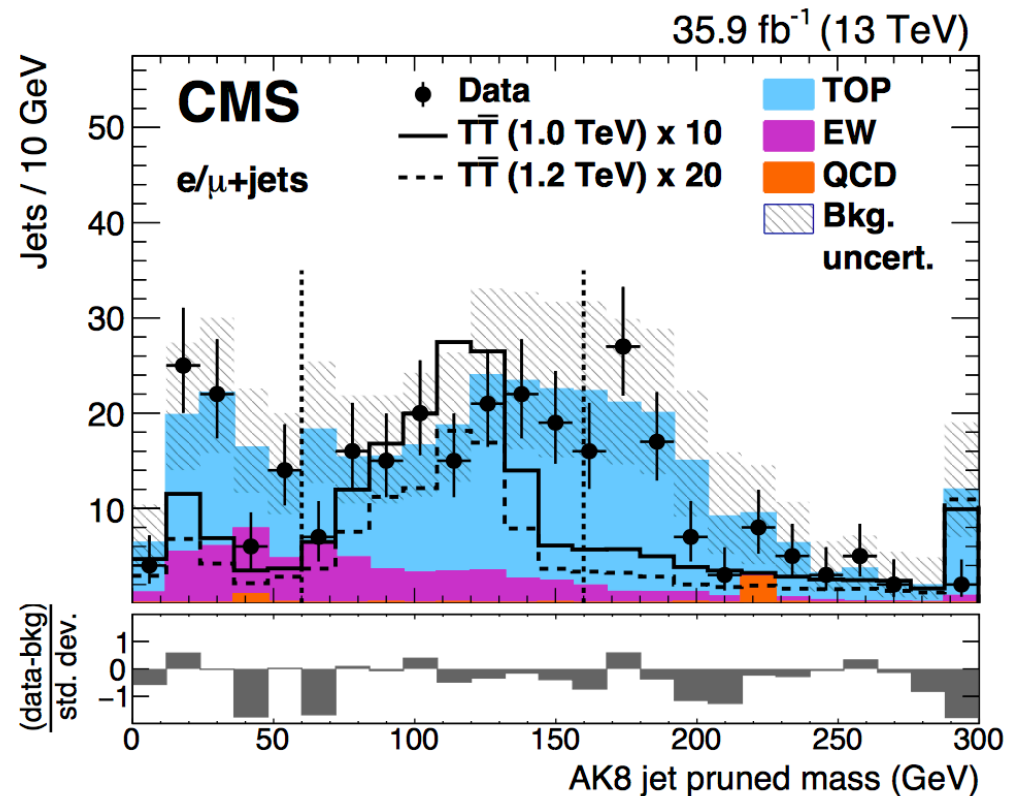 35.9 fb⁻¹ (13 TeV)
Jets / 10 GeV
CMS
e/μ+jets
Data
TT̅ (1.0 TeV) x 10
TT̅ (1.2 TeV) x 20
TOP
EW
QCD
Bkg.
uncert.
50
40
30
20
10
(data-bkg)
std. dev.
1
0
−1
0 50 100 150 200 250 300
AK8 jet pruned mass (GeV)